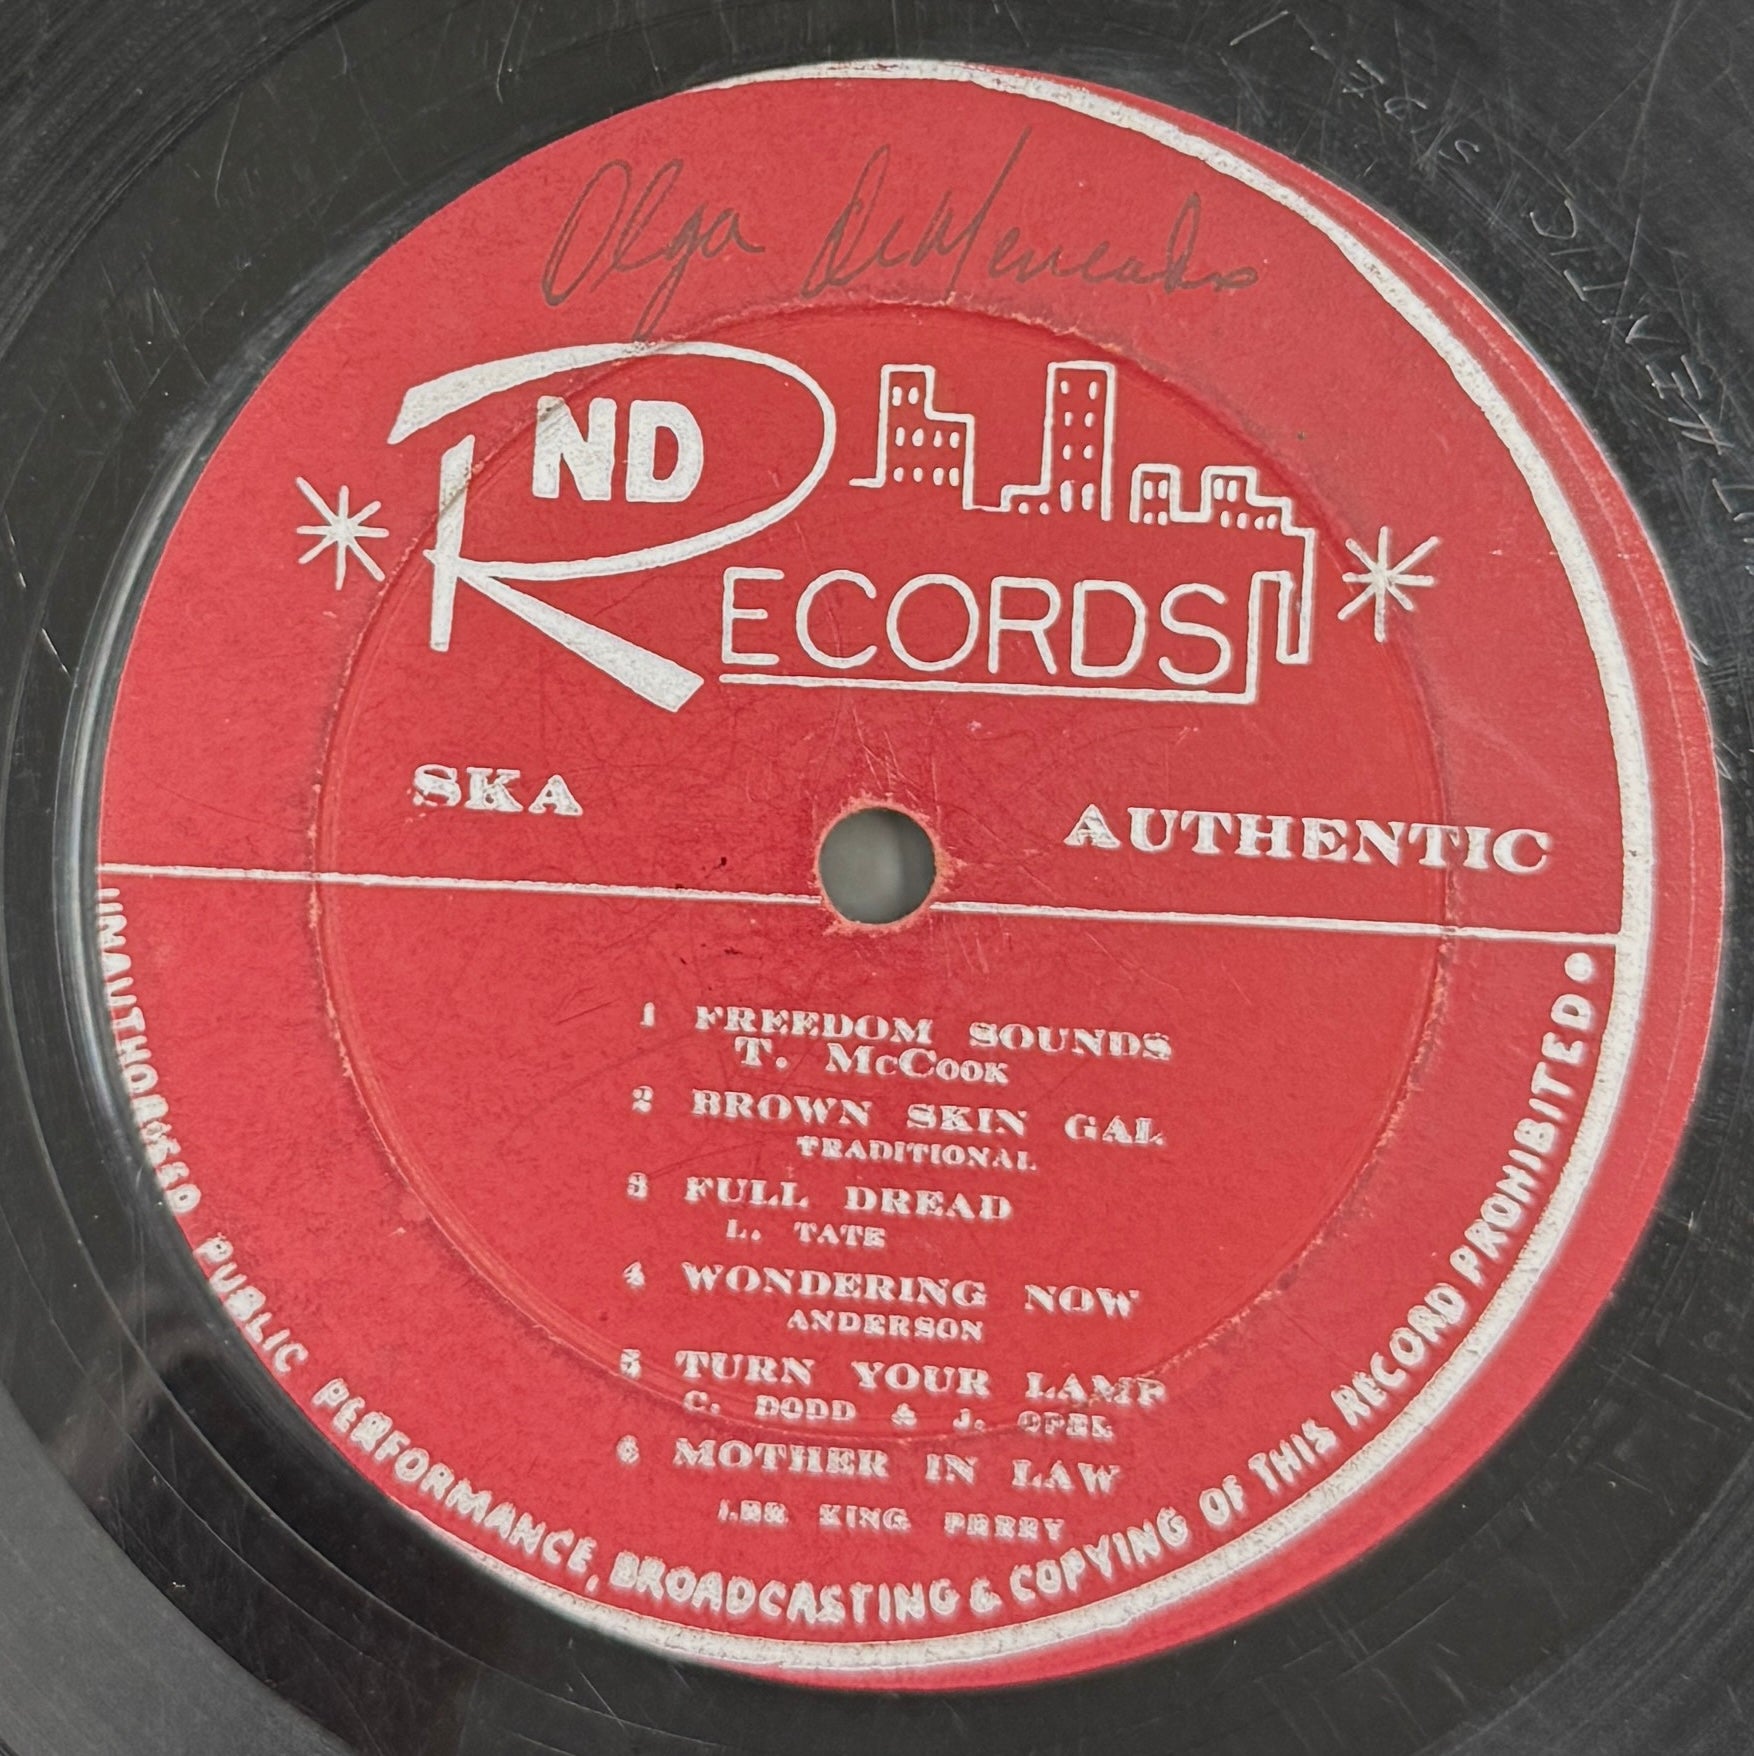 Olga
ND
RECORDS
SKA
AUTHENTIC
1 FREEDOM SOUNDS
T. McCOOK
2 BROWN SKIN GAL
TRADITIONAL
3 FULL DREAD
L. TATE
4 WONDERING NOW
ANDERSON
5 TURN YOUR LAMP
C. DODD & J. OPEL
6 MOTHER IN LAW
LEE KING PERRY
UNAUTHORISED PUBLIC PERFORMANCE, BROADCASTING & COPYING OF THIS RECORD PROHIBITED.